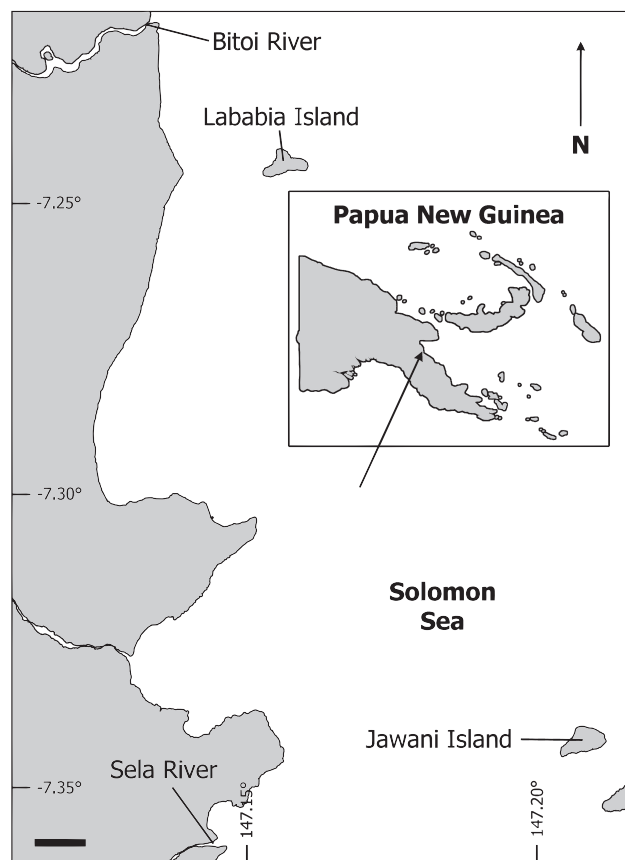 Bitoi River
Lababia Island
N
-7.25°
Papua New Guinea
-7.30°
Solomon
Sea
Jawani Island
Sela River
-7.35°
147.15°
147.20°